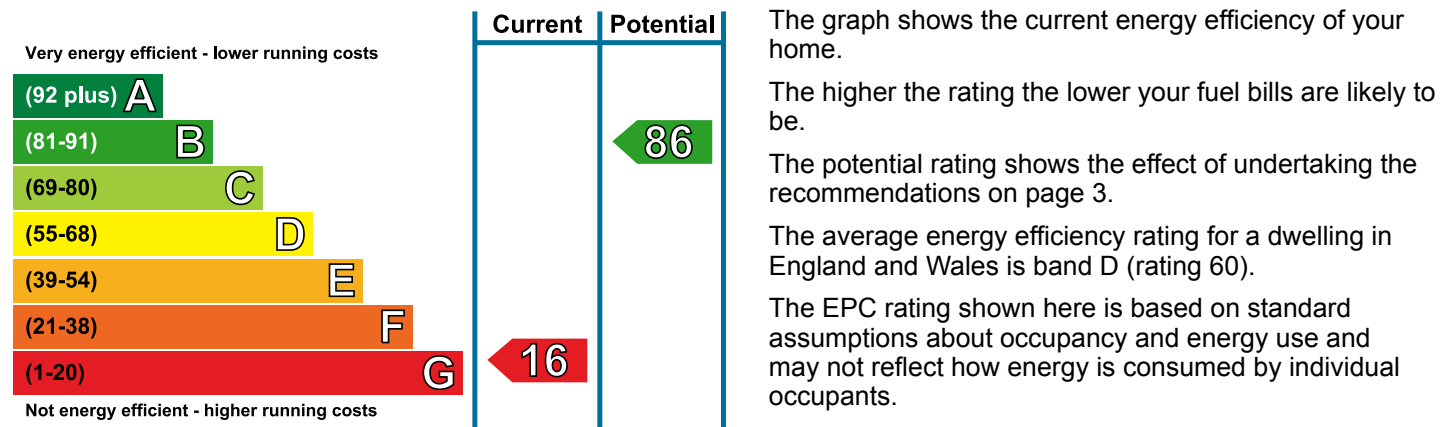 Current Potential
Very energy efficient - lower running costs
(92 plus) A
(81-91) B
86
(69-80) C
(55-68) D
(39-54) E
(21-38) F
(1-20) G
16
Not energy efficient - higher running costs
The graph shows the current energy efficiency of your
home.
The higher the rating the lower your fuel bills are likely to
be.
The potential rating shows the effect of undertaking the
recommendations on page 3.
The average energy efficiency rating for a dwelling in
England and Wales is band D (rating 60).
The EPC rating shown here is based on standard
assumptions about occupancy and energy use and
may not reflect how energy is consumed by individual
occupants.